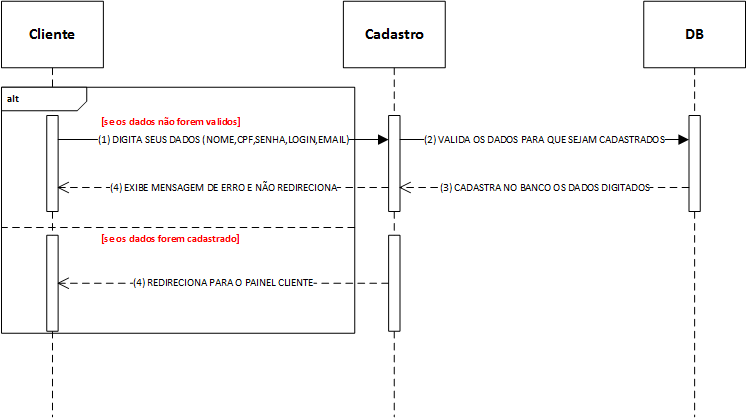 Cliente
Cadastro
DB
alt
[se os dados não forem validos]
(1) DIGITA SEUS DADOS (NOME,CPF,SENHA,LOGIN,EMAIL)
(2) VALIDA OS DADOS PARA QUE SEJAM CADASTRADOS
(4) EXIBE MENSAGEM DE ERRO E NÃO REDIRECIONA
(3) CADASTRA NO BANCO OS DADOS DIGITADOS
[se os dados forem cadastrado]
(4) REDIRECIONA PARA O PAINEL CLIENTE